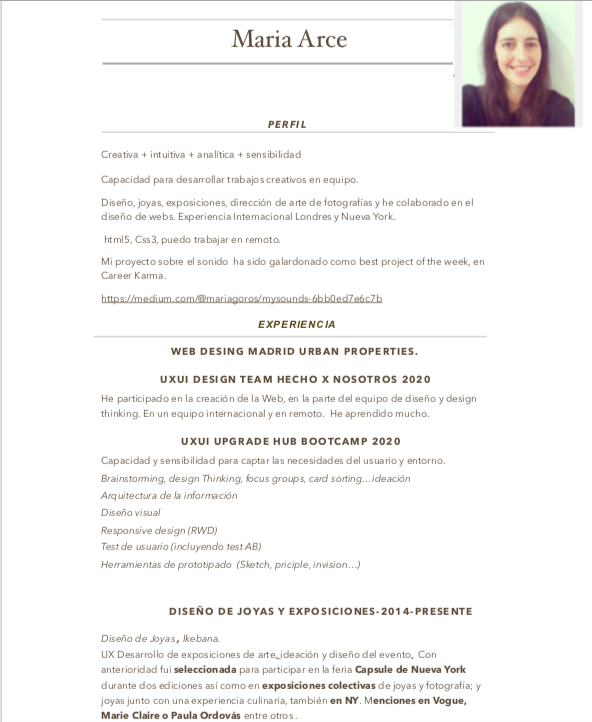 Maria Arce
PERFIL
Creativa + intuitiva + analítica + sensibilidad
Capacidad para desarrollar trabajos creativos en equipo.
Diseño, joyas, exposiciones, dirección de arte de fotografías y he colaborado en el
diseño de webs. Experiencia Internacional Londres y Nueva York.
html5, Css3, puedo trabajar en remoto.
Mi proyecto sobre el sonido ha sido galardonado como best project of the week, en
Career Karma.
https://medium.com/@mariagoros/mysounds-6bb0ed7e6c7b
EXPERIENCIA
WEB DESING MADRID URBAN PROPERTIES.
UXUI DESIGN TEAM HECHO X NOSOTROS 2020
He participado en la creación de la Web, en la parte del equipo de diseño y design
thinking. En un equipo internacional y en remoto. He aprendido mucho.
UXUI UPGRADE HUB BOOTCAMP 2020
Capacidad y sensibilidad para captar las necesidades del usuario y entorno.
Brainstorming, design Thinking, focus groups, card sorting...ideación
Arquitectura de la información
Diseño visual
Responsive design (RWD)
Test de usuario (incluyendo test AB)
Herramientas de prototipado (Sketch, priciple, invision...)
DISEÑO DE JOYAS Y EXPOSICIONES-2014-PRESENTE
Diseño de Joyas, Ikebana.
UX Desarrollo de exposiciones de arte, ideación y diseño del evento, Con
anterioridad fui seleccionada para participar en la feria Capsule de Nueva York
durante dos ediciones así como en exposiciones colectivas de joyas y fotografía; y
joyas junto con una experiencia culinaria, también en NY. Menciones en Vogue,
Marie Claire o Paula Ordovás entre otros.